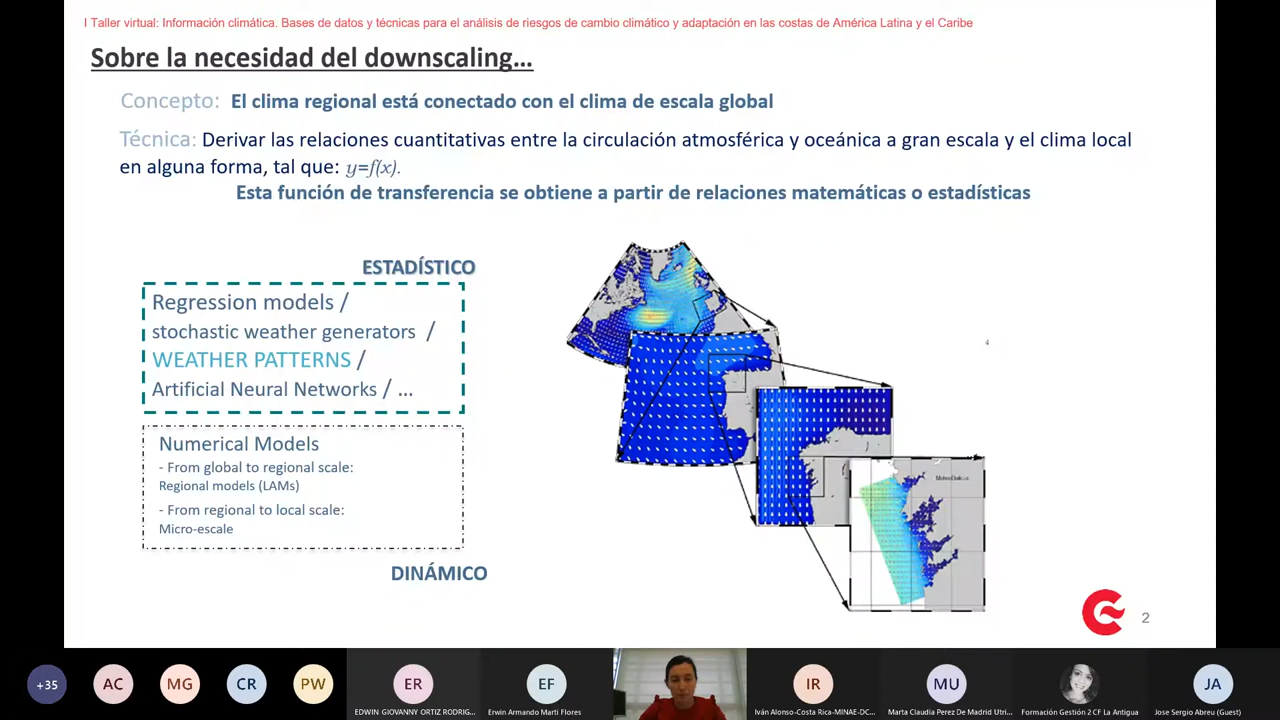 I Taller virtual: Información climática. Bases de datos y técnicas para el análisis de riesgos de cambio climático y adaptación en las costas de América Latina y el Caribe
Sobre la necesidad del downscaling...
Concepto: El clima regional está conectado con el clima de escala global
Técnica: Derivar las relaciones cuantitativas entre la circulación atmosférica y oceánica a gran escala y el clima local
en alguna forma, tal que: y=f(x).
Esta función de transferencia se obtiene a partir de relaciones matemáticas o estadísticas
ESTADÍSTICO
Regression models /
stochastic weather generators /
WEATHER PATTERNS /
Artificial Neural Networks / ...
Numerical Models
- From global to regional scale:
Regional models (LAMs)
- From regional to local scale:
Micro-escale
DINÁMICO
4
2
+35
AC
MG
CR
PW
ER
EDWIN GIOVANNY ORTIZ RODRIG...
EF
Erwin Armando Marti Flores
IR
Iván Alonso-Costa Rica-MINAE-DC...
MU
Marta Claudia Perez De Madrid Utri...
Formación Gestión 2 CF La Antigua
JA
Jose Sergio Abreu (Guest)